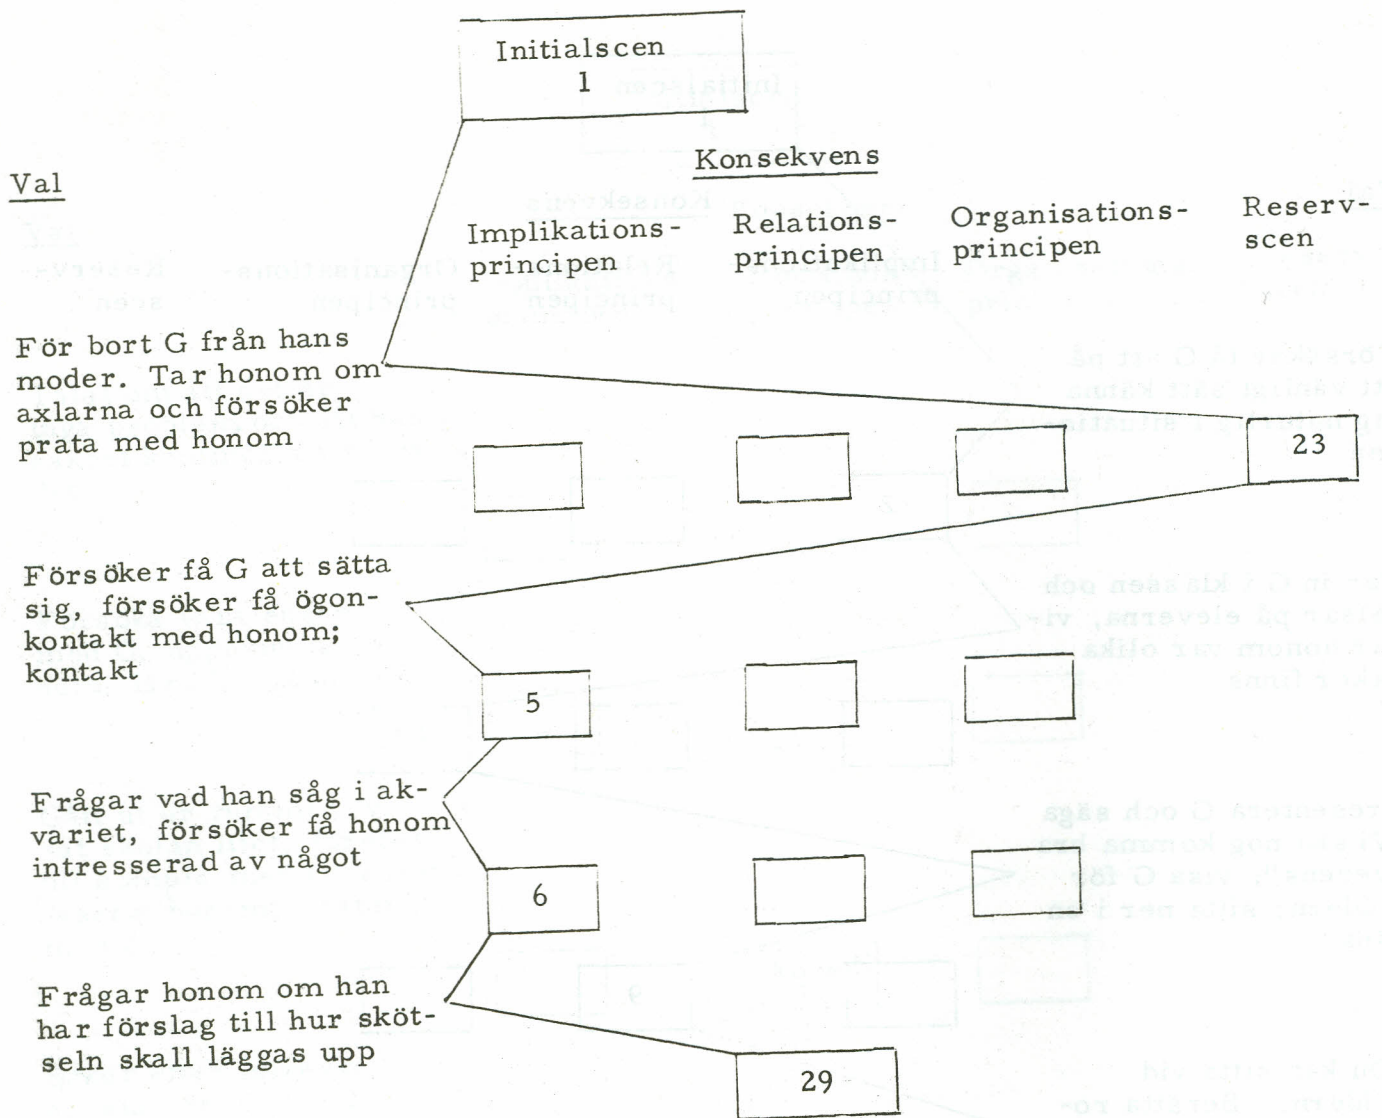 Initialscen
1
Val
Konsekvens
Implikations-
principen
Relations-
principen
Organisations-
principen
Reserv-
scen
För bort G från hans
moder. Tar honom om
axlarna och försöker
prata med honom
23
Försöker få G att sätta
sig, försöker få ögon-
kontakt med honom;
kontakt
5
Frågar vad han såg i ak-
variet, försöker få honom
intresserad av något
6
Frågar honom om han
har förslag till hur sköt-
seln skall läggas upp
29